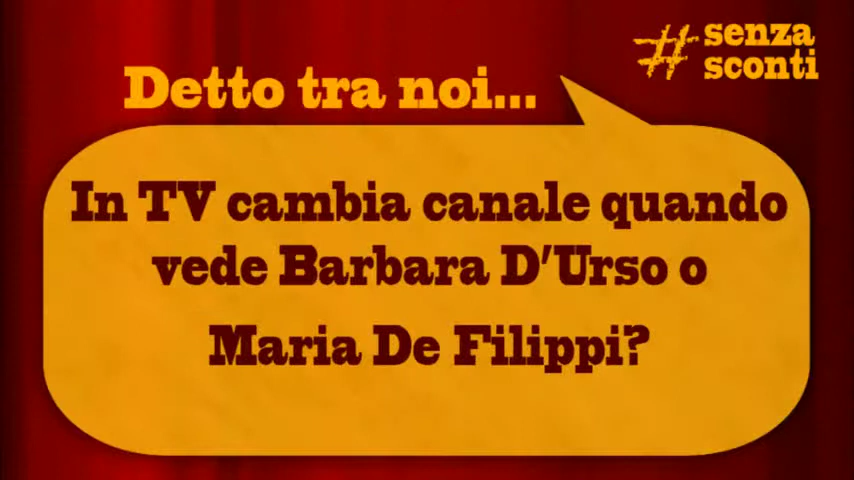 #senza
sconti
Detto tra noi...
In TV cambia canale quando
vede Barbara D'Urso o
Maria De Filippi?